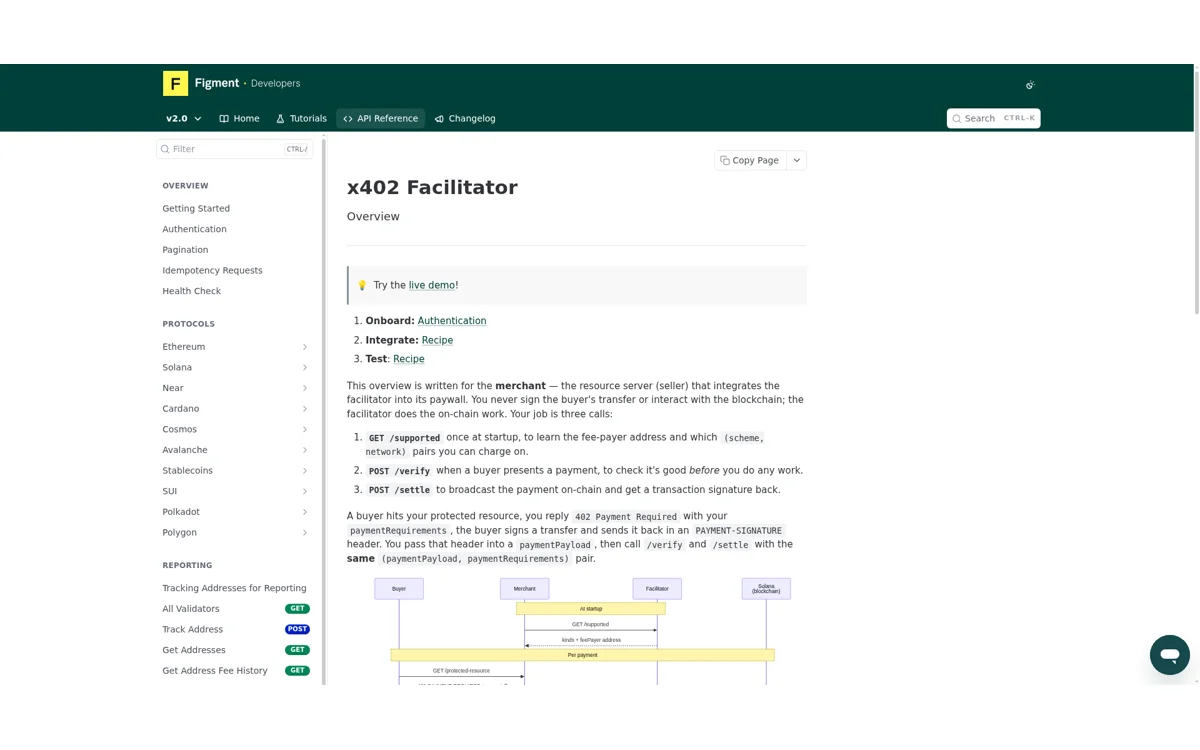 F Figment · Developers
v2.0 Home Tutorials API Reference Changelog Search CTRL-K
Filter CTRL-/
OVERVIEW
Getting Started
Authentication
Pagination
Idempotency Requests
Health Check
PROTOCOLS
Ethereum
Solana
Near
Cardano
Cosmos
Avalanche
Stablecoins
SUI
Polkadot
Polygon
REPORTING
Tracking Addresses for Reporting
All Validators GET
Track Address POST
Get Addresses GET
Get Address Fee History GET
Copy Page
x402 Facilitator
Overview
💡 Try the live demo!
1. Onboard: Authentication
2. Integrate: Recipe
3. Test: Recipe
This overview is written for the merchant — the resource server (seller) that integrates the
facilitator into its paywall. You never sign the buyer's transfer or interact with the blockchain; the
facilitator does the on-chain work. Your job is three calls:
1. GET /supported once at startup, to learn the fee-payer address and which (scheme,
network) pairs you can charge on.
2. POST /verify when a buyer presents a payment, to check it's good before you do any work.
3. POST /settle to broadcast the payment on-chain and get a transaction signature back.
A buyer hits your protected resource, you reply 402 Payment Required with your
paymentRequirements, the buyer signs a transfer and sends it back in an PAYMENT-SIGNATURE
header. You pass that header into a paymentPayload, then call /verify and /settle with the
same (paymentPayload, paymentRequirements) pair.
Buyer Merchant Facilitator Solana
(blockchain)
At startup
GET /supported
kinds + feePayer address
Per payment
GET /protected-resource